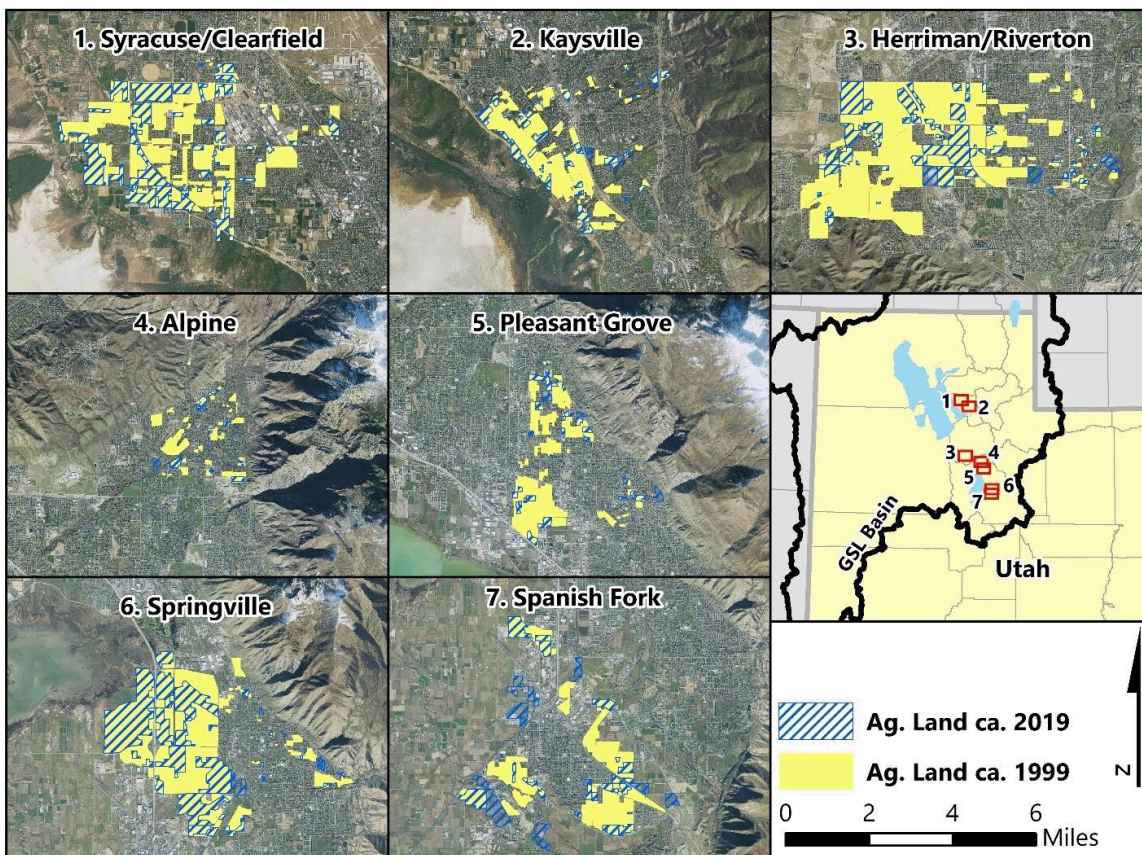 1. Syracuse/Clearfield
2. Kaysville
3. Herriman/Riverton
4. Alpine
5. Pleasant Grove
1
2
3
4
5
6
7
GSL Basin
Utah
6. Springville
7. Spanish Fork
Ag. Land ca. 2019
Ag. Land ca. 1999
N
0 2 4 6
Miles